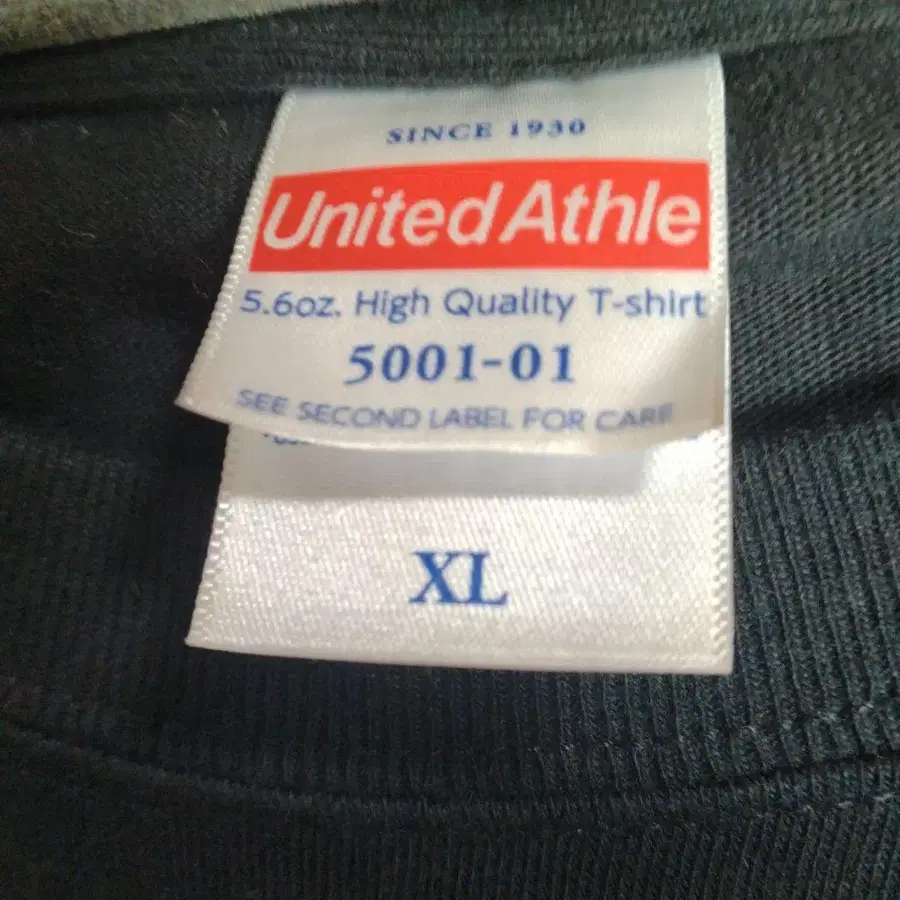 SINCE 1930
United Athle
5.6oz. High Quality T-shirt
5001-01
SEE SECOND LABEL FOR CARE
XL